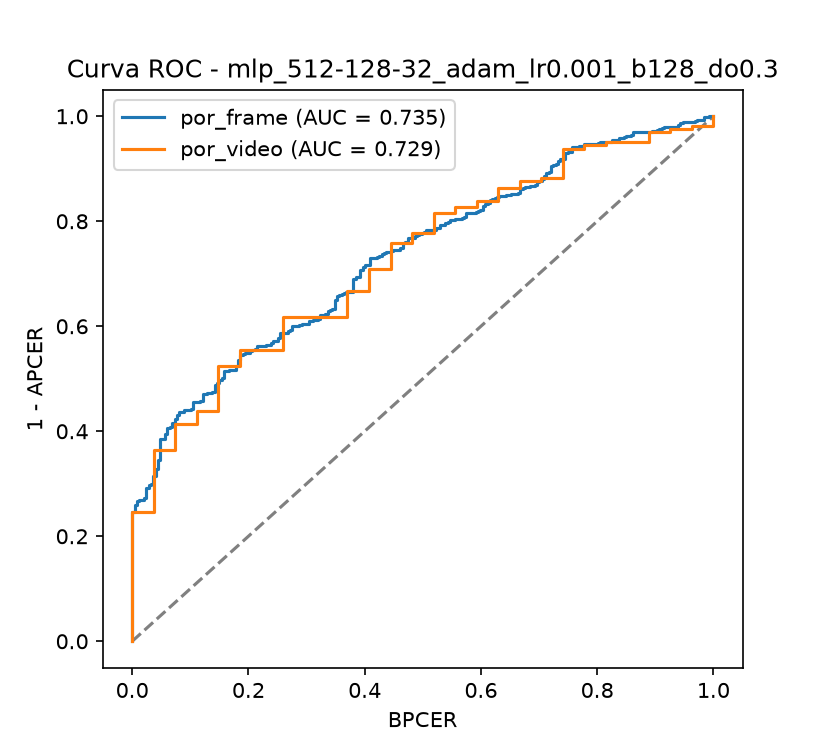 Curva ROC - mlp_512-128-32_adam_lr0.001_b128_do0.3
por_frame (AUC = 0.735)
por_video (AUC = 0.729)
1.0
0.8
0.6
0.4
0.2
0.0
1 - APCER
0.0 0.2 0.4 0.6 0.8 1.0
BPCER